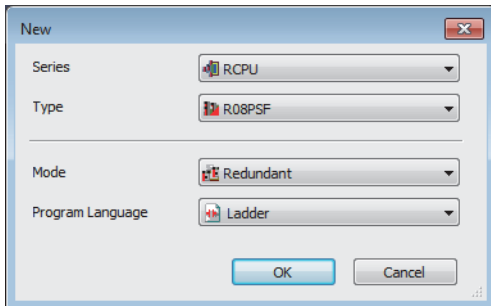 New
Series RCPU
Type R08PSF
Mode Redundant
Program Language Ladder
OK Cancel